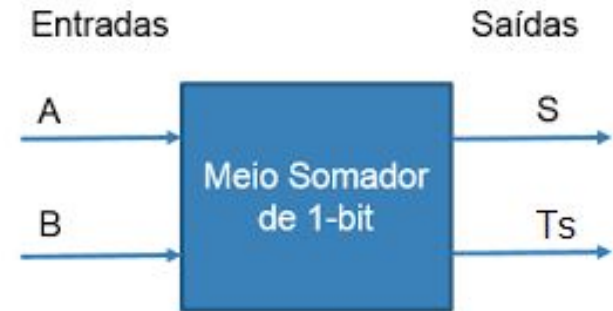 Entradas Saídas
A S
Meio Somador
de 1-bit
B Ts